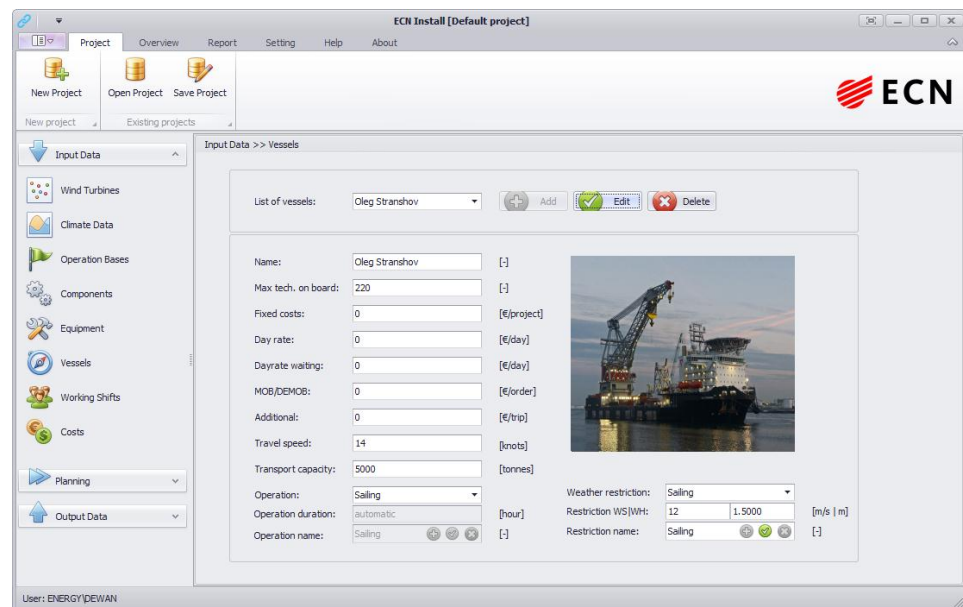 ECN Install [Default project]
Project Overview Report Setting Help About
New Project Open Project Save Project
New project Existing projects
ECN
Input Data
Wind Turbines
Climate Data
Operation Bases
Components
Equipment
Vessels
Working Shifts
Costs
Planning
Output Data
Input Data >> Vessels
List of vessels: Oleg Stranshov Add Edit Delete
Name: Oleg Stranshov [-]
Max tech. on board: 220 [-]
Fixed costs: 0 [€/project]
Day rate: 0 [€/day]
Dayrate waiting: 0 [€/day]
MOB/DEMOB: 0 [€/order]
Additional: 0 [€/trip]
Travel speed: 14 [knots]
Transport capacity: 5000 [tonnes]
Operation: Sailing
Operation duration: automatic [hour]
Operation name: Sailing [-]
Weather restriction: Sailing
Restriction WS|WH: 12 1.5000 [m/s | m]
Restriction name: Sailing [-]
User: ENERGY\DEWAN